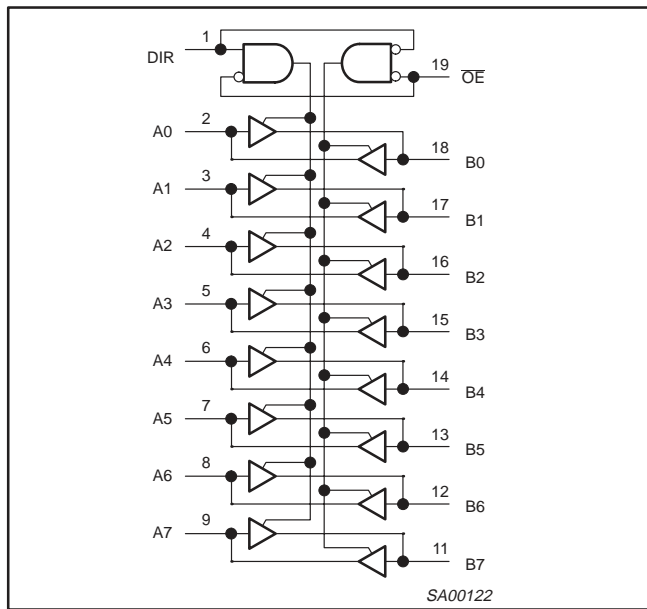 DIR 1
19 O̅E̅
A0 2
18 B0
A1 3
17 B1
A2 4
16 B2
A3 5
15 B3
A4 6
14 B4
A5 7
13 B5
A6 8
12 B6
A7 9
11 B7
SA00122